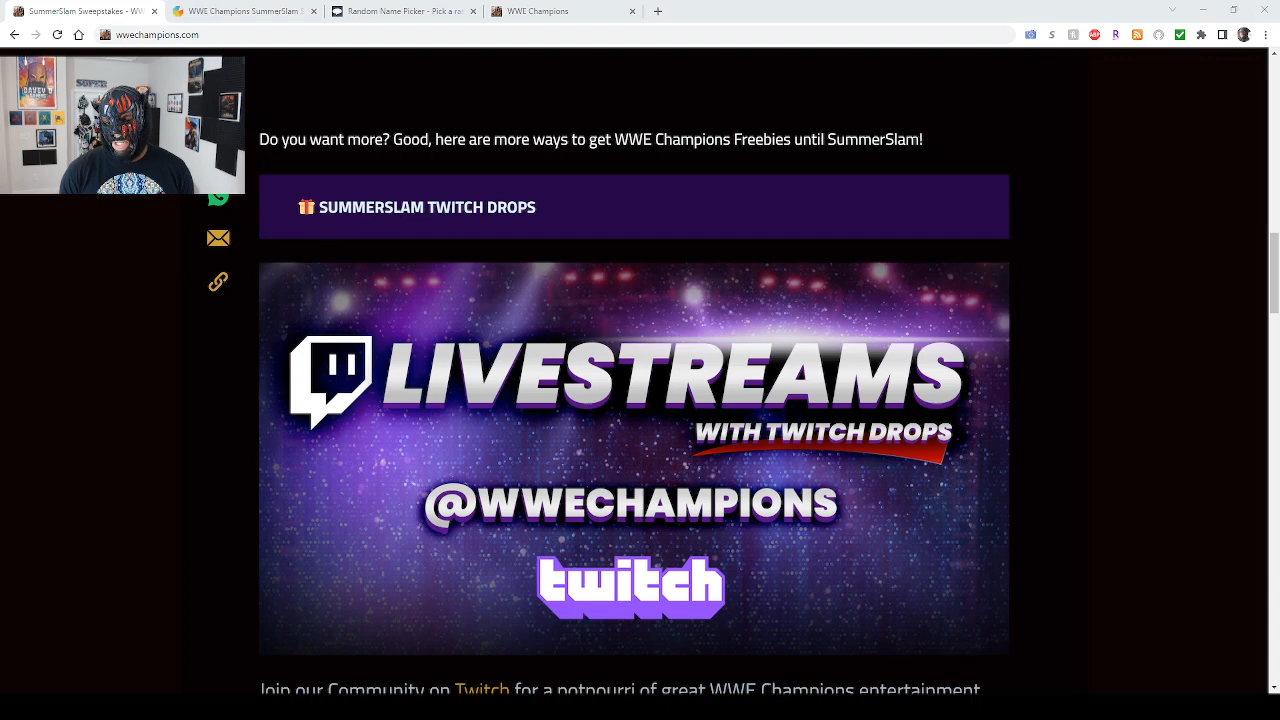 SummerSlam Sweepstakes - WW
WWE Champions SummerSlam S
Random Name Picker - Pick a ra
WWE Champions
wwechampions.com
Do you want more? Good, here are more ways to get WWE Champions Freebies until SummerSlam!
SUMMERSLAM TWITCH DROPS
LIVESTREAMS
WITH TWITCH DROPS
@WWECHAMPIONS
twitch
Join our Community on Twitch for a potpourri of great WWE Champions entertainment